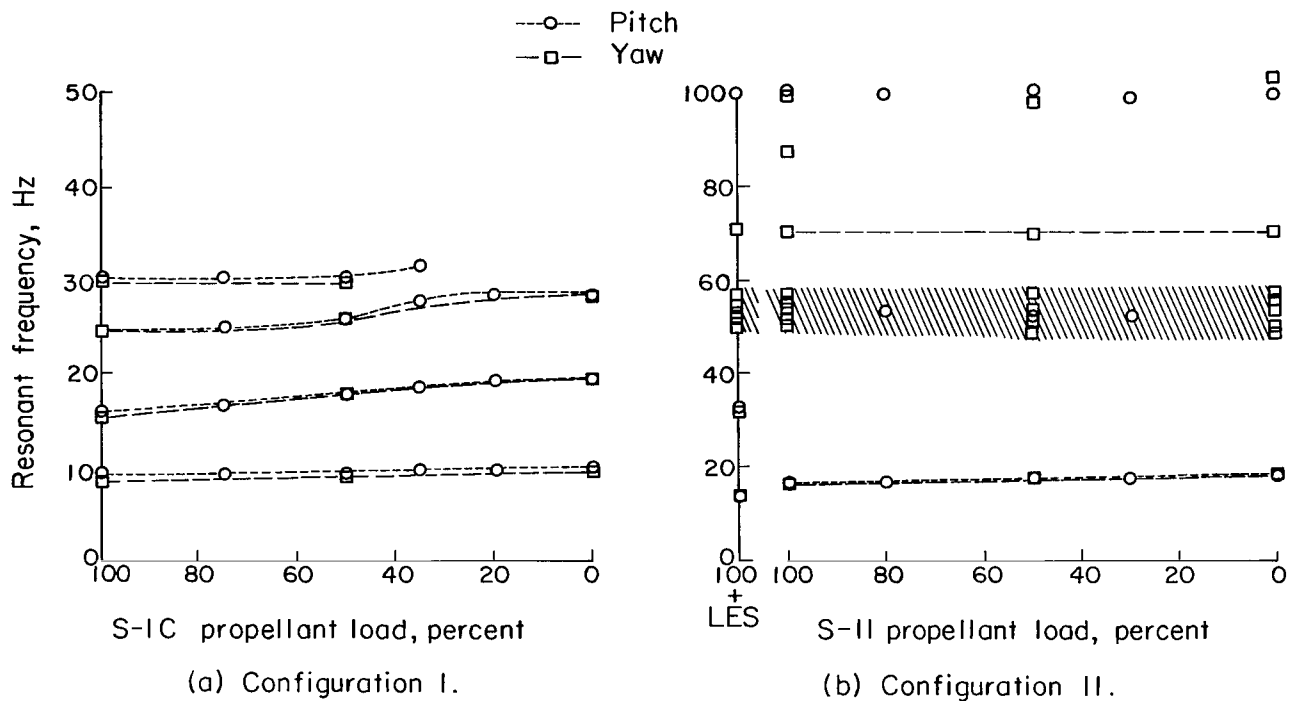 Pitch
Yaw
Resonant frequency, Hz
50
40
30
20
10
0
100 80 60 40 20 0
S-IC propellant load, percent
(a) Configuration I.
100
80
60
40
20
0
100 + LES
100 80 60 40 20 0
S-II propellant load, percent
(b) Configuration II.